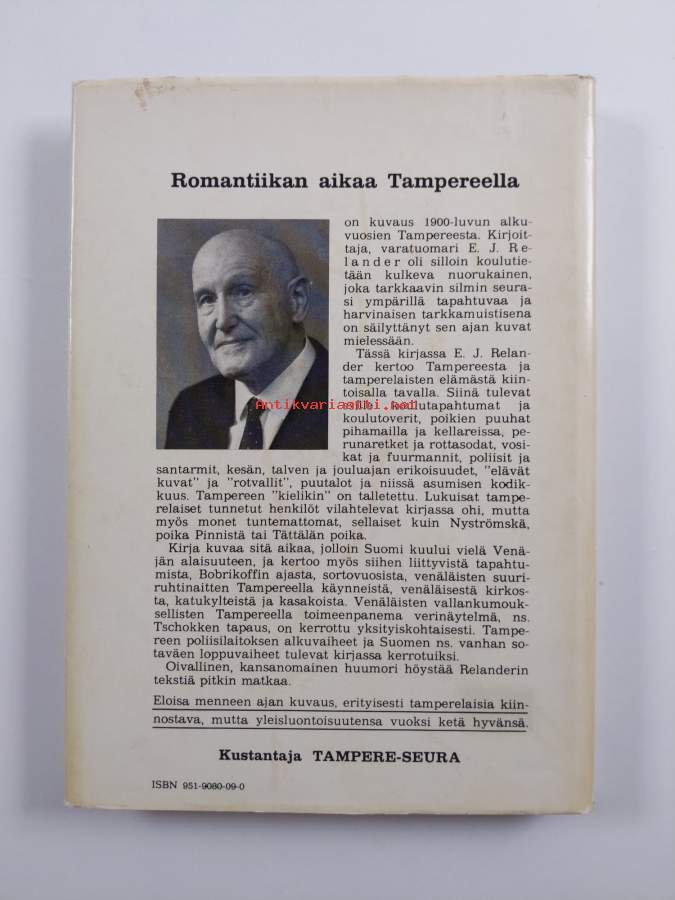 Romantiikan aikaa Tampereella
on kuvaus 1900-luvun alku-
vuosien Tampereesta. Kirjoit-
taja, varatuomari E. J. Re-
lander oli silloin koulutie-
tään kulkeva nuorukainen,
joka tarkkaavin silmin seura-
si ympärillä tapahtuvaa ja
harvinaisen tarkkamuistisena
on säilyttänyt sen ajan kuvat
mielessään.
Tässä kirjassa E. J. Relan-
der kertoo Tampereesta ja
tamperelaisten elämästä kiin-
toisalla tavalla. Siinä tulevat
esille koulutapahtumat ja
Antikvariaatti.net
koulutoverit, poikien puuhat
pihamailla ja kellareissa, pe-
runaretket ja rottasodat, vosi-
kat ja fuurmannit, poliisit ja
santarmit, kesän, talven ja jouluajan erikoisuudet, "elävät
kuvat" ja "rotvallit", puutalot ja niissä asumisen kodik-
kuus. Tampereen "kielikin" on talletettu. Lukuisat tampe-
relaiset tunnetut henkilöt vilahtelevat kirjassa ohi, mutta
myös monet tuntemattomat, sellaiset kuin Nyströmskä,
poika Pinnistä tai Tättälän poika.
Kirja kuvaa sitä aikaa, jolloin Suomi kuului vielä Venä-
jän alaisuuteen, ja kertoo myös siihen liittyvistä tapahtu-
mista, Bobrikoffin ajasta, sortovuosista, venäläisten suuri-
ruhtinaitten Tampereella käynneistä, venäläisestä kirkos-
ta, katukylteistä ja kasakoista. Venäläisten vallankumouk-
sellisten Tampereella toimeenpanema verinäytelmä, ns.
Tschokken tapaus, on kerrottu yksityiskohtaisesti. Tampe-
reen poliisilaitoksen alkuvaiheet ja Suomen ns. vanhan so-
taväen loppuvaiheet tulevat kirjassa kerrotuiksi.
Oivallinen, kansanomainen huumori höystää Relanderin
tekstiä pitkin matkaa.
Eloisa menneen ajan kuvaus, erityisesti tamperelaisia kiin-
nostava, mutta yleisluontoisuutensa vuoksi ketä hyvänsä.
Kustantaja TAMPERE-SEURA
ISBN 951-9080-09-0